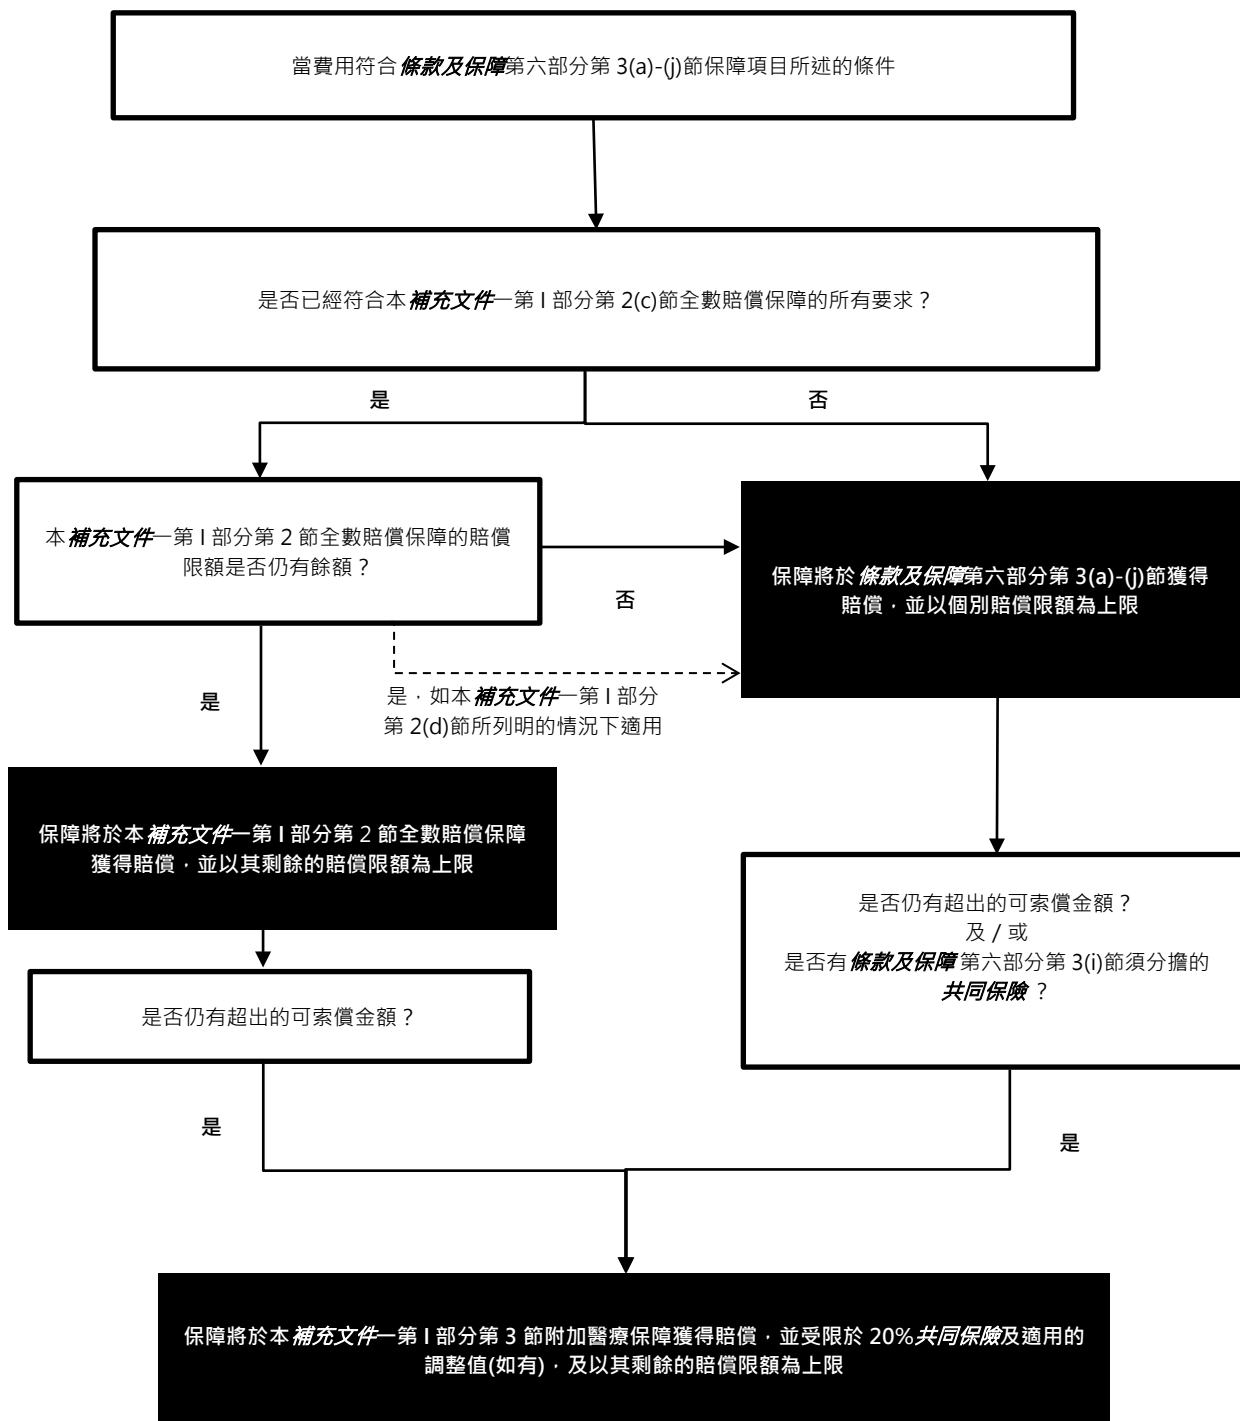 當費用符合條款及保障第六部分第 3(a)-(j)節保障項目所述的條件
是否已經符合本補充文件一第 I 部分第 2(c)節全數賠償保障的所有要求？
是
否
本補充文件一第 I 部分第 2 節全數賠償保障的賠償
限額是否仍有餘額？
保障將於條款及保障第六部分第 3(a)-(j)節獲得
賠償，並以個別賠償限額為上限
否
是
是，如本補充文件一第 I 部分
第 2(d)節所列明的情況下適用
保障將於本補充文件一第 I 部分第 2 節全數賠償保障
獲得賠償，並以其剩餘的賠償限額為上限
是否仍有超出的可索償金額？
及 / 或
是否有條款及保障 第六部分第 3(i)節須分擔的
共同保險 ？
是否仍有超出的可索償金額？
是
是
保障將於本補充文件一第 I 部分第 3 節附加醫療保障獲得賠償，並受限於 20%共同保險及適用的
調整值(如有)，及以其剩餘的賠償限額為上限